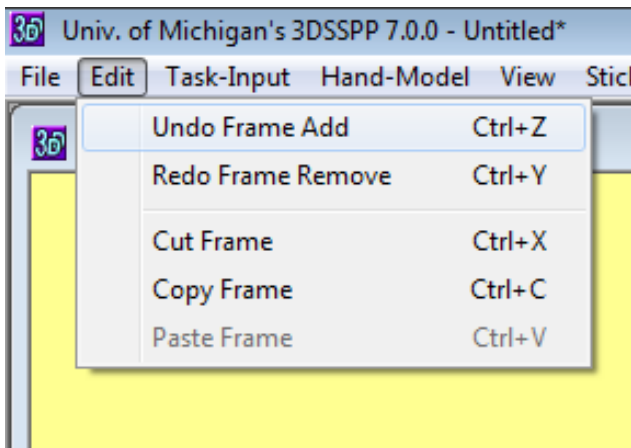 3D Univ. of Michigan's 3DSSPP 7.0.0 - Untitled*
File Edit Task-Input Hand-Model View
3D
Undo Frame Add Ctrl+Z
Redo Frame Remove Ctrl+Y
Cut Frame Ctrl+X
Copy Frame Ctrl+C
Paste Frame Ctrl+V